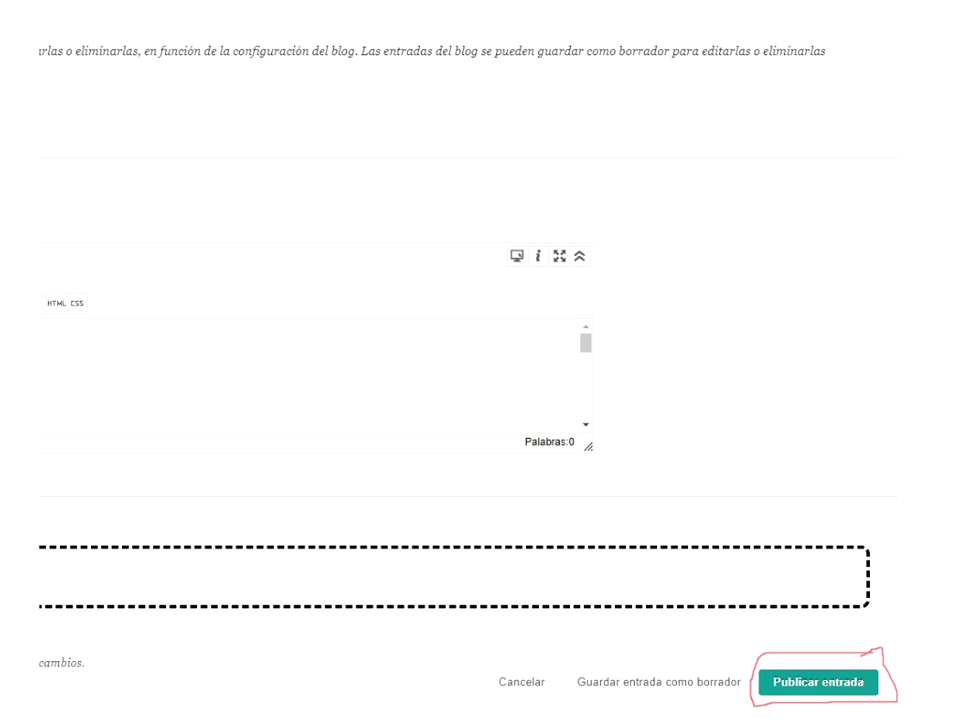 o eliminarlas, en función de la configuración del blog. Las entradas del blog se pueden guardar como borrador para editarlas o eliminarlas
HTML CSS
Palabras:0
cambios.
Cancelar Guardar entrada como borrador Publicar entrada